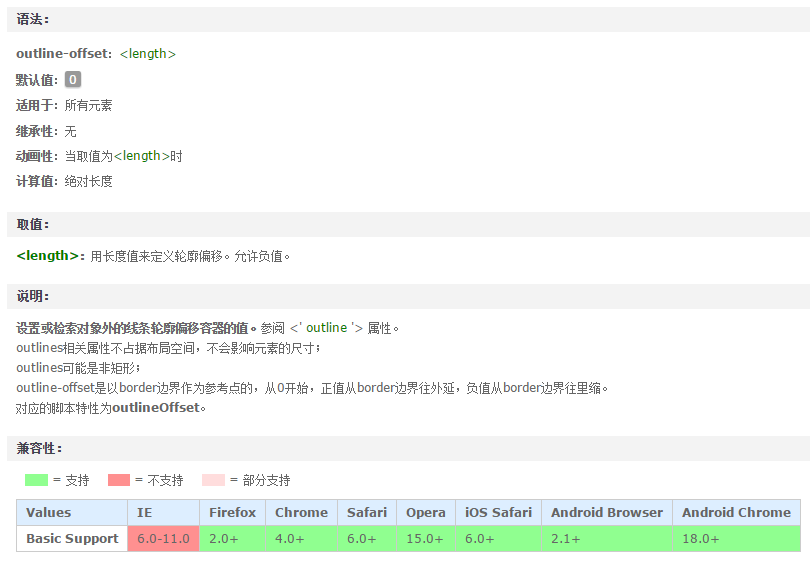 语法：
outline-offset：<length>
默认值：0
适用于：所有元素
继承性：无
动画性：当取值为<length>时
计算值：绝对长度
取值：
<length>：用长度值来定义轮廓偏移。允许负值。
说明：
设置或检索对象外的线条轮廓偏移容器的值。参阅 <' outline '> 属性。
outlines相关属性不占据布局空间，不会影响元素的尺寸；
outlines可能是非矩形；
outline-offset是以border边界作为参考点的，从0开始，正值从border边界往外延，负值从border边界往里缩。
对应的脚本特性为outlineOffset。
兼容性：
= 支持 = 不支持 = 部分支持
Values IE Firefox Chrome Safari Opera iOS Safari Android Browser Android Chrome
Basic Support 6.0-11.0 2.0+ 4.0+ 6.0+ 15.0+ 6.0+ 2.1+ 18.0+